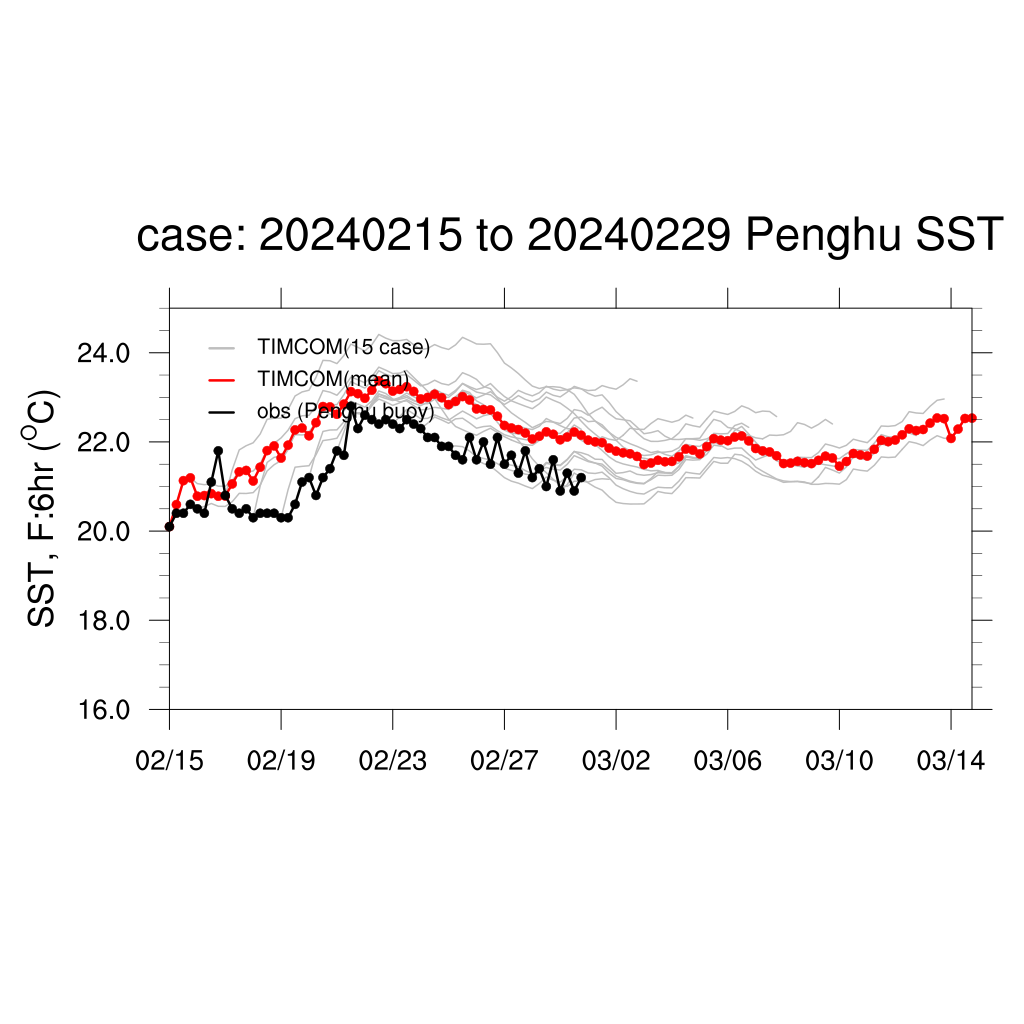 case: 20240215 to 20240229 Penghu SST
TIMCOM(15 case)
TIMCOM(mean)
obs (Penghu buoy)
SST, F:6hr (°C)
24.0
22.0
20.0
18.0
16.0
02/15 02/19 02/23 02/27 03/02 03/06 03/10 03/14